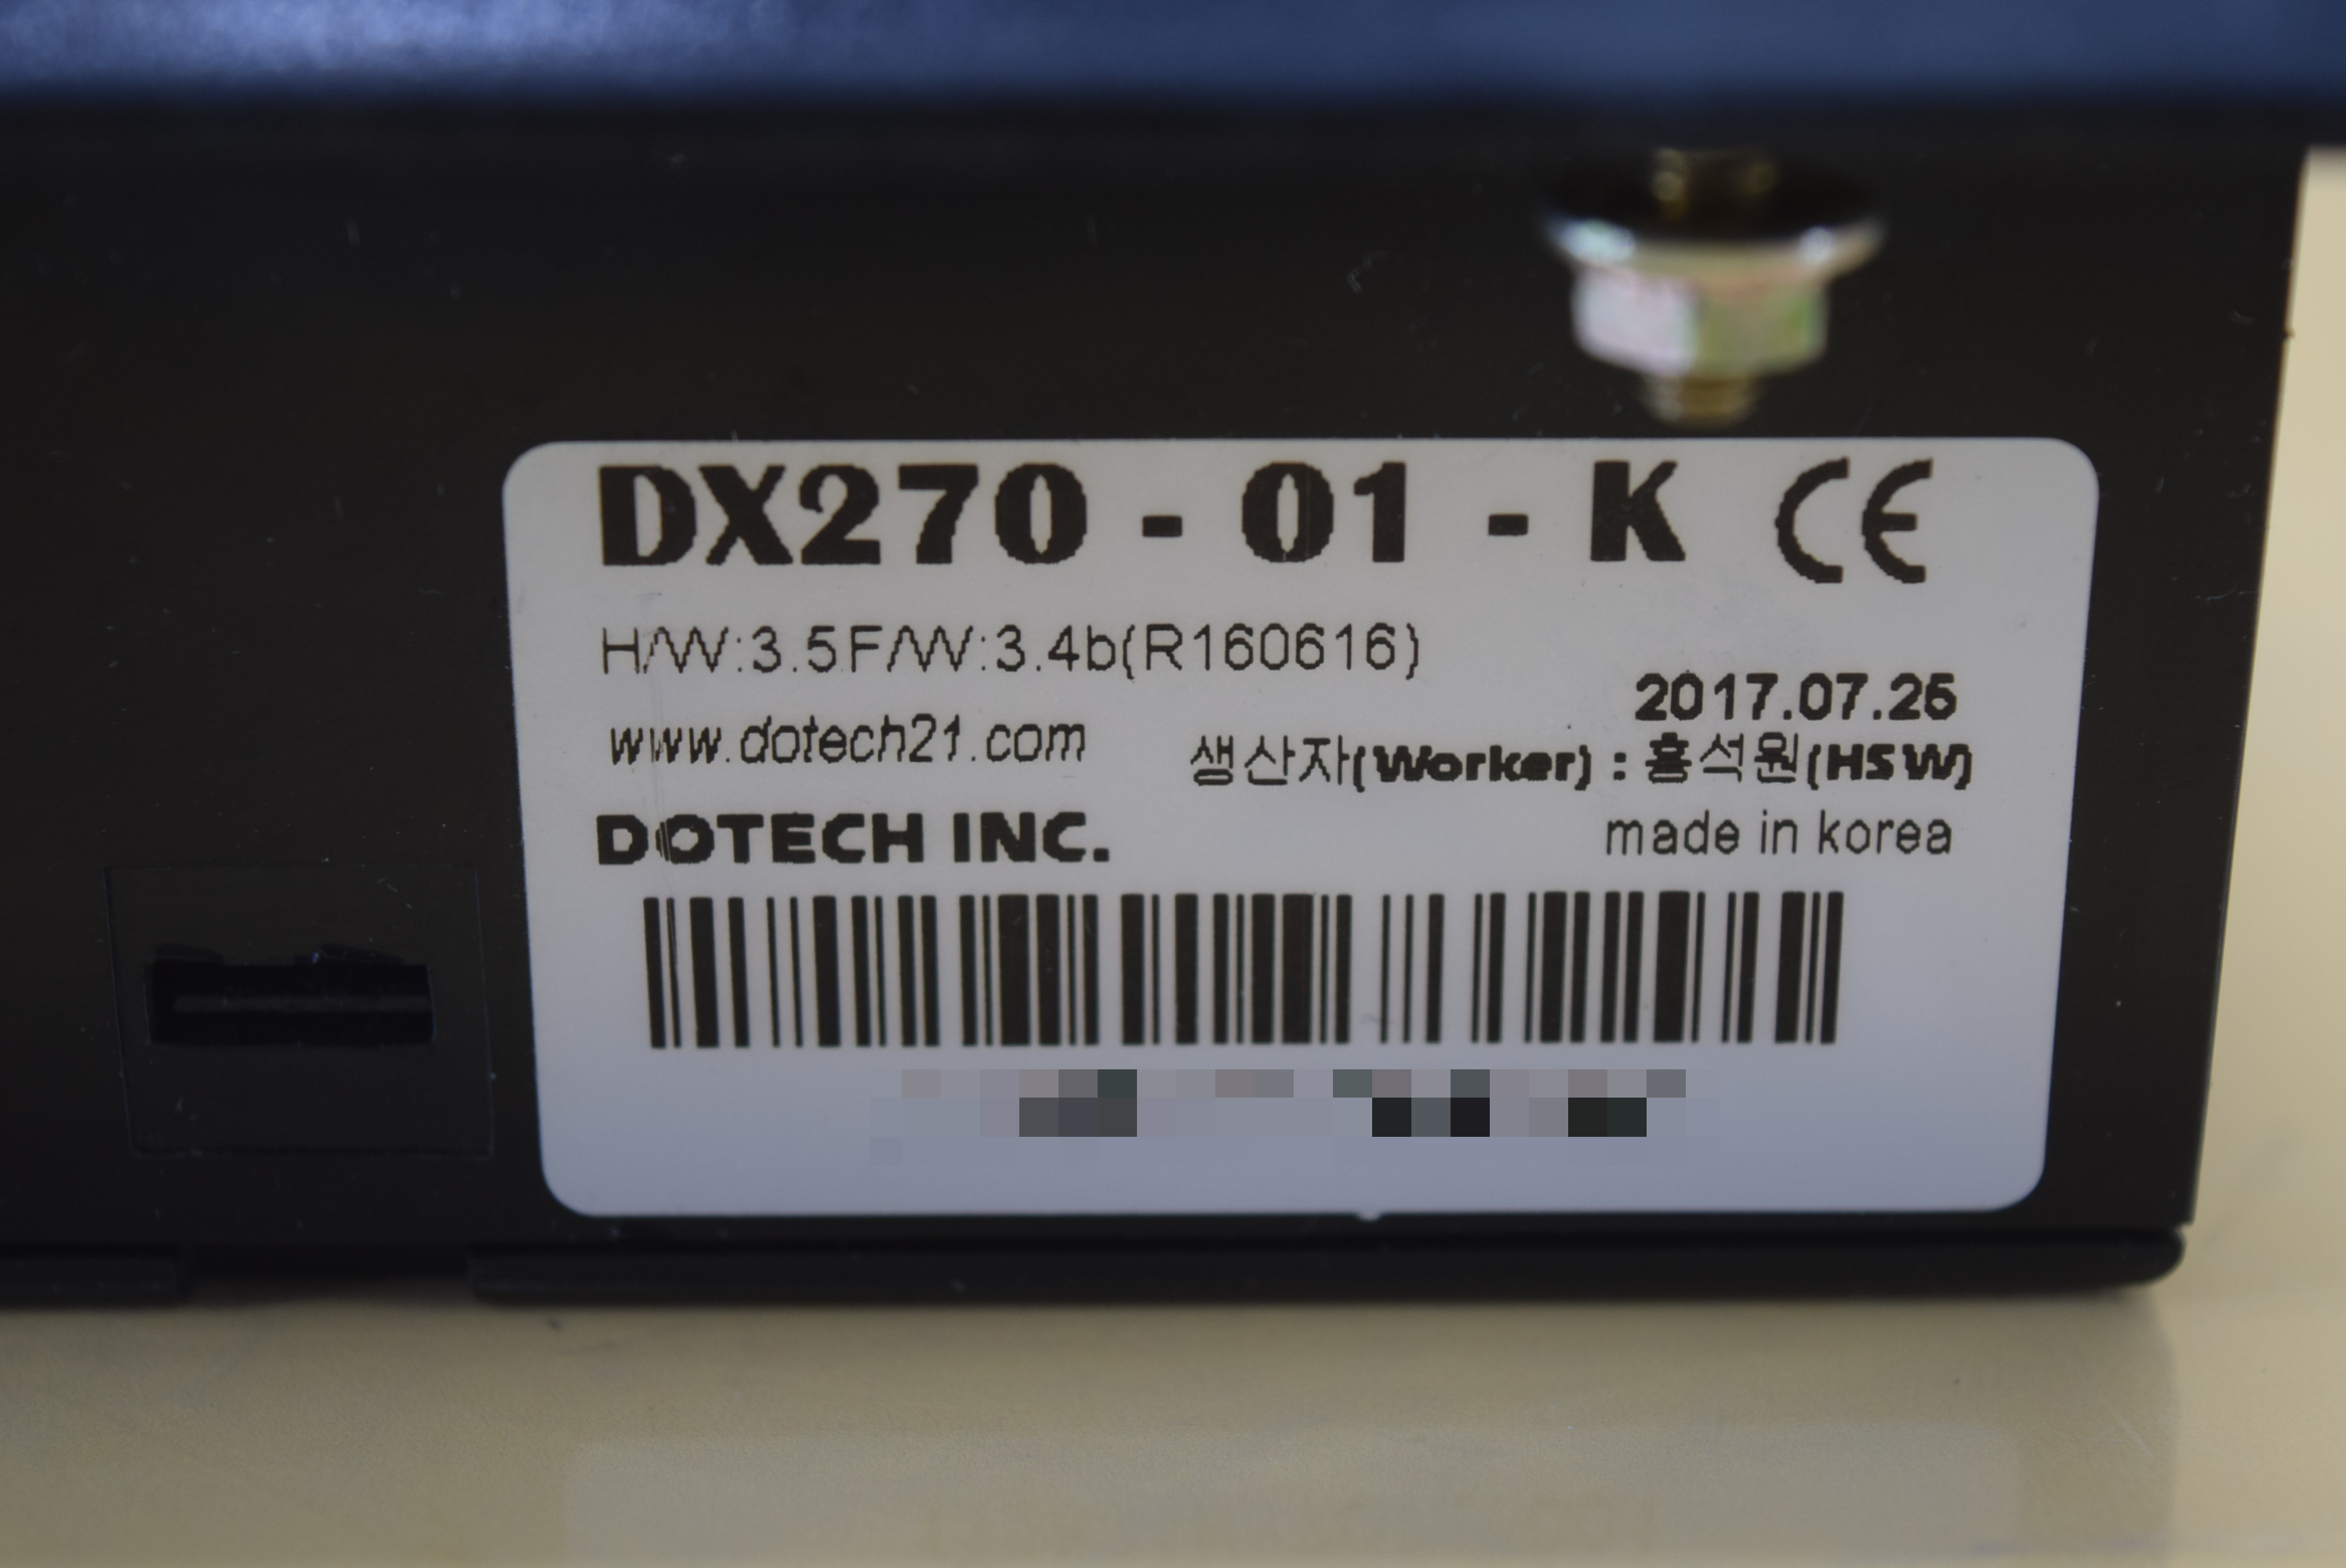 DX270 - 01 - K CE
H/W:3.5F/W:3.4b(R160616)
2017.07.26
www.dotech21.com
생산자(Worker) : 홍석원(HSW)
DOTECH INC.
made in korea